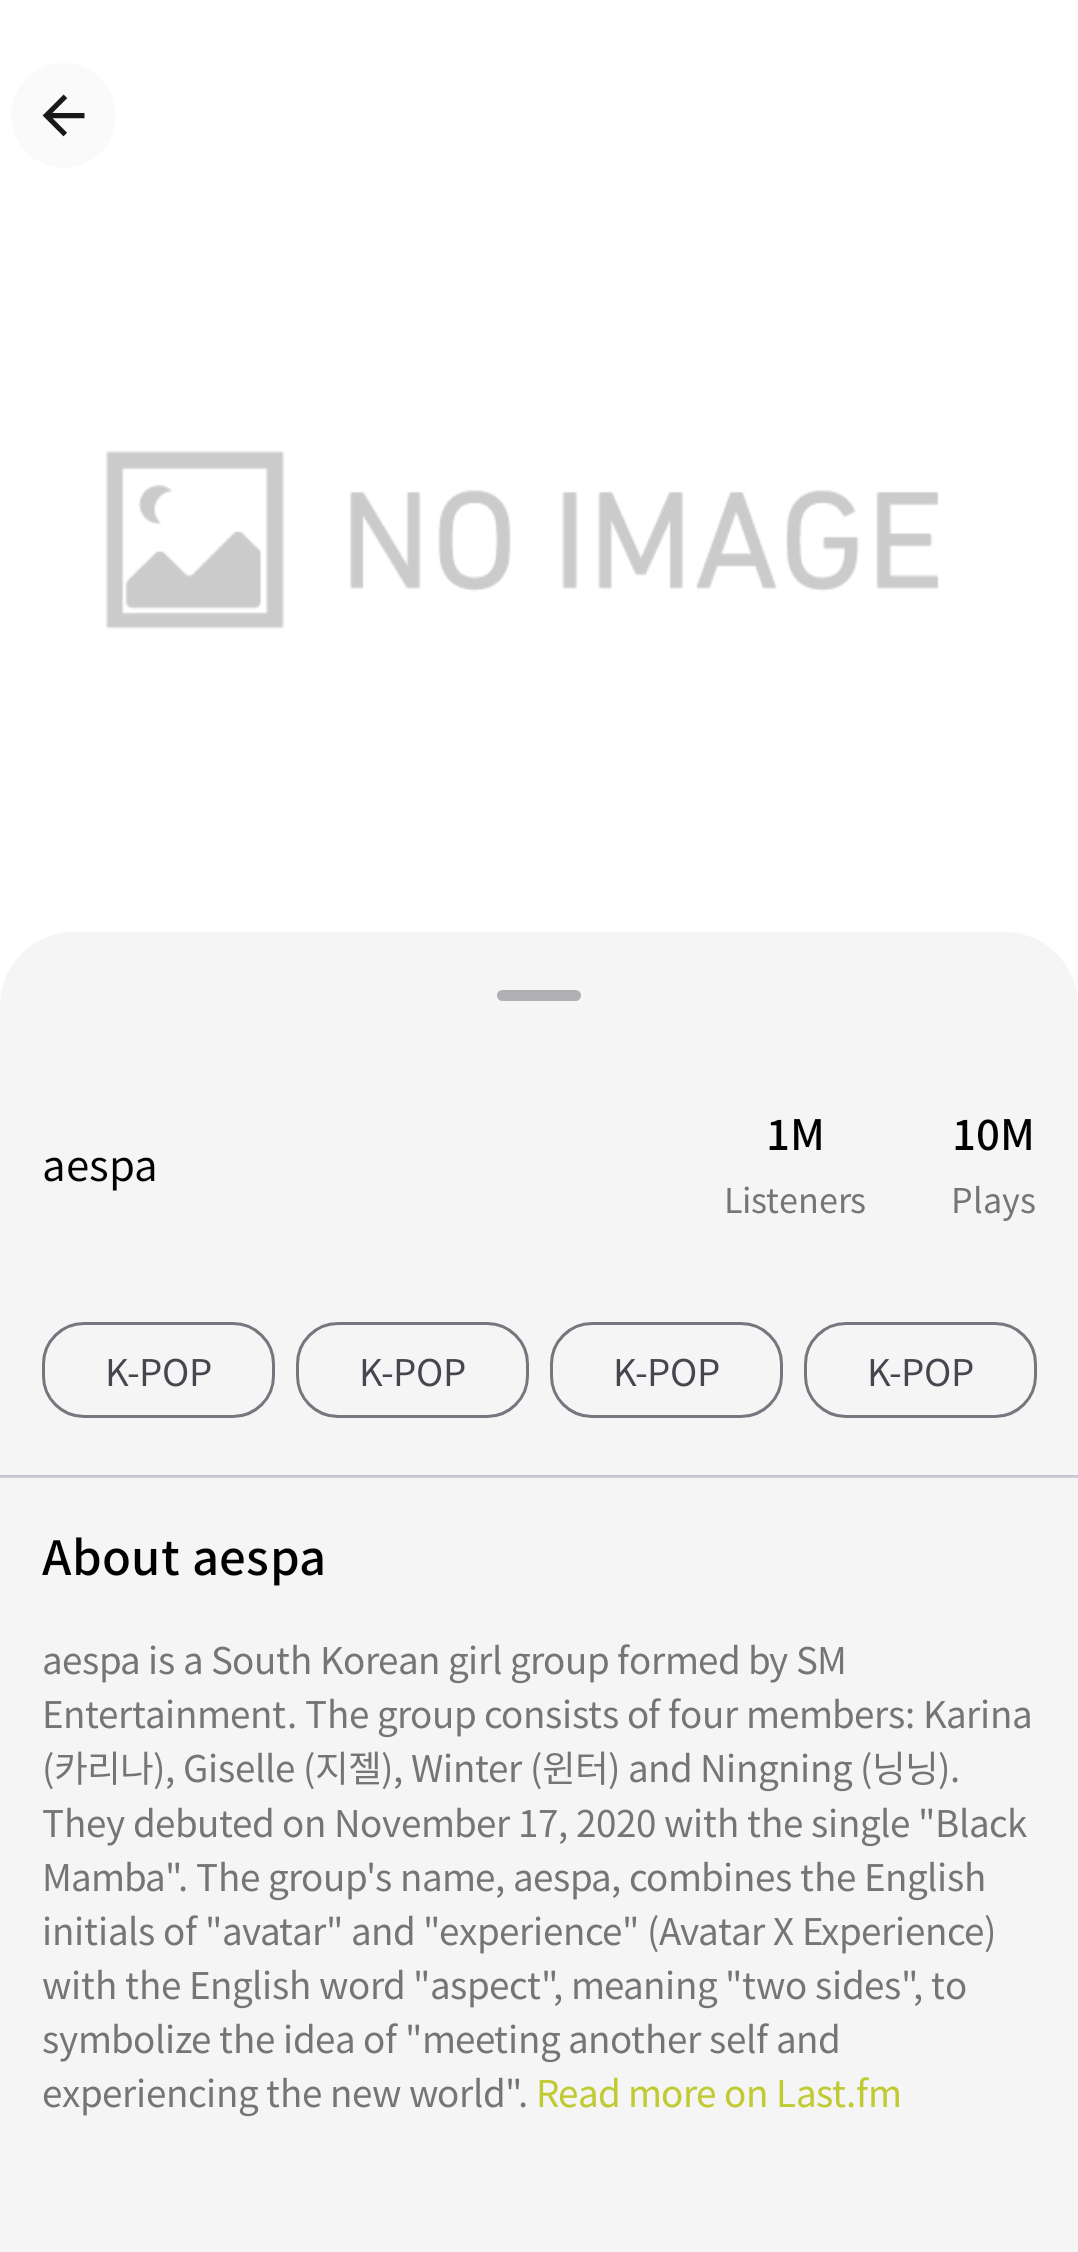 NO IMAGE
aespa
1M
Listeners
10M
Plays
K-POP
K-POP
K-POP
K-POP
About aespa
aespa is a South Korean girl group formed by SM
Entertainment. The group consists of four members: Karina
(카리나), Giselle (지젤), Winter (윈터) and Ningning (닝닝).
They debuted on November 17, 2020 with the single "Black
Mamba". The group's name, aespa, combines the English
initials of "avatar" and "experience" (Avatar X Experience)
with the English word "aspect", meaning "two sides", to
symbolize the idea of "meeting another self and
experiencing the new world". Read more on Last.fm